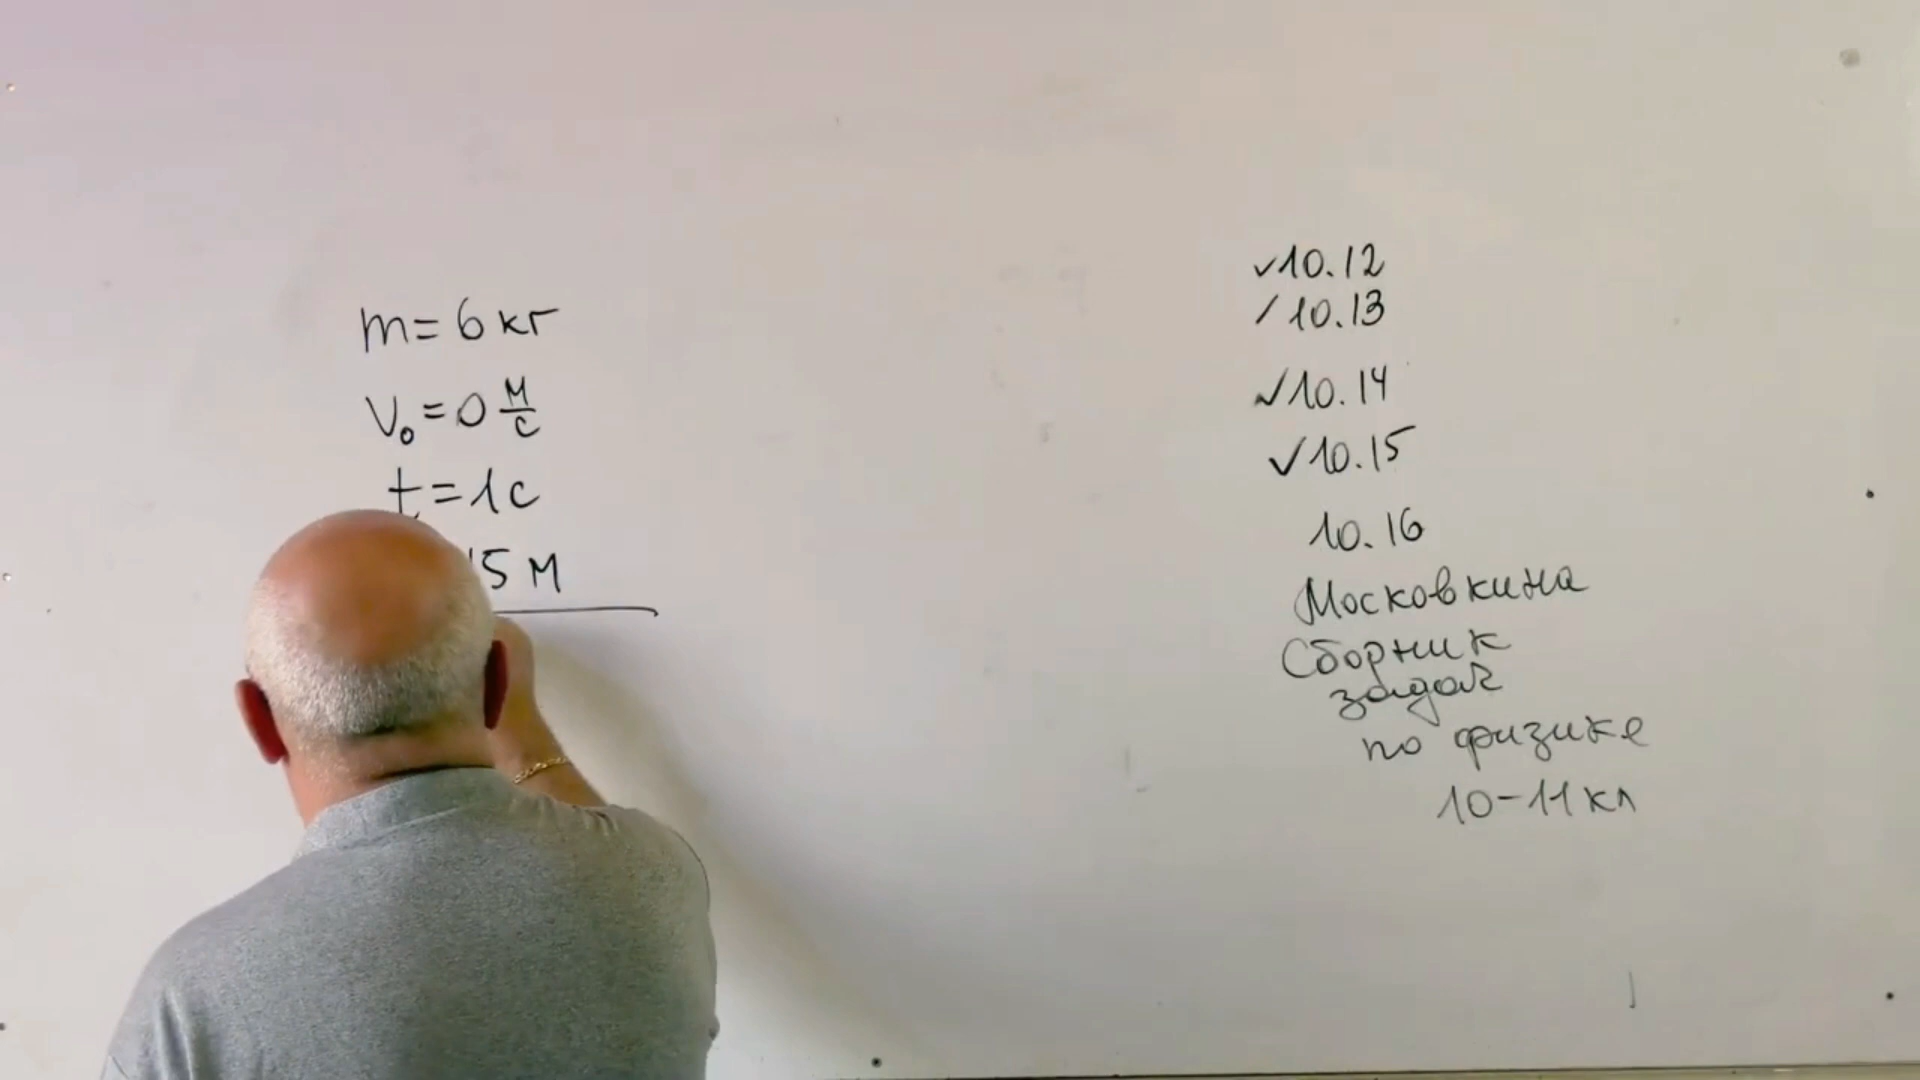 m = 6 кг
V₀ = 0 м/с
t = 1 с
15 м
✓10.12
/ 10.13
✓10.14
✓10.15
10.16
Московкина
Сборник
задач
по физике
10-11 кл